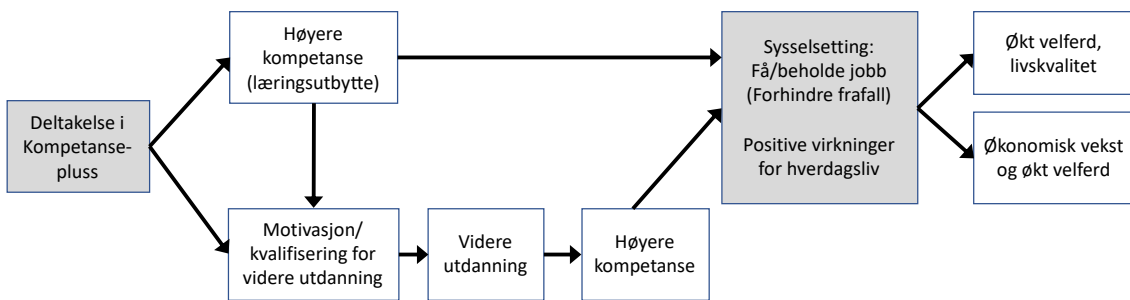 Deltakelse i
Kompetanse-
pluss
Høyere
kompetanse
(læringsutbytte)
Motivasjon/
kvalifisering for
videre utdanning
Videre
utdanning
Høyere
kompetanse
Sysselsetting:
Få/beholde jobb
(Forhindre frafall)
Positive virkninger
for hverdagsliv
Økt velferd,
livskvalitet
Økonomisk vekst
og økt velferd